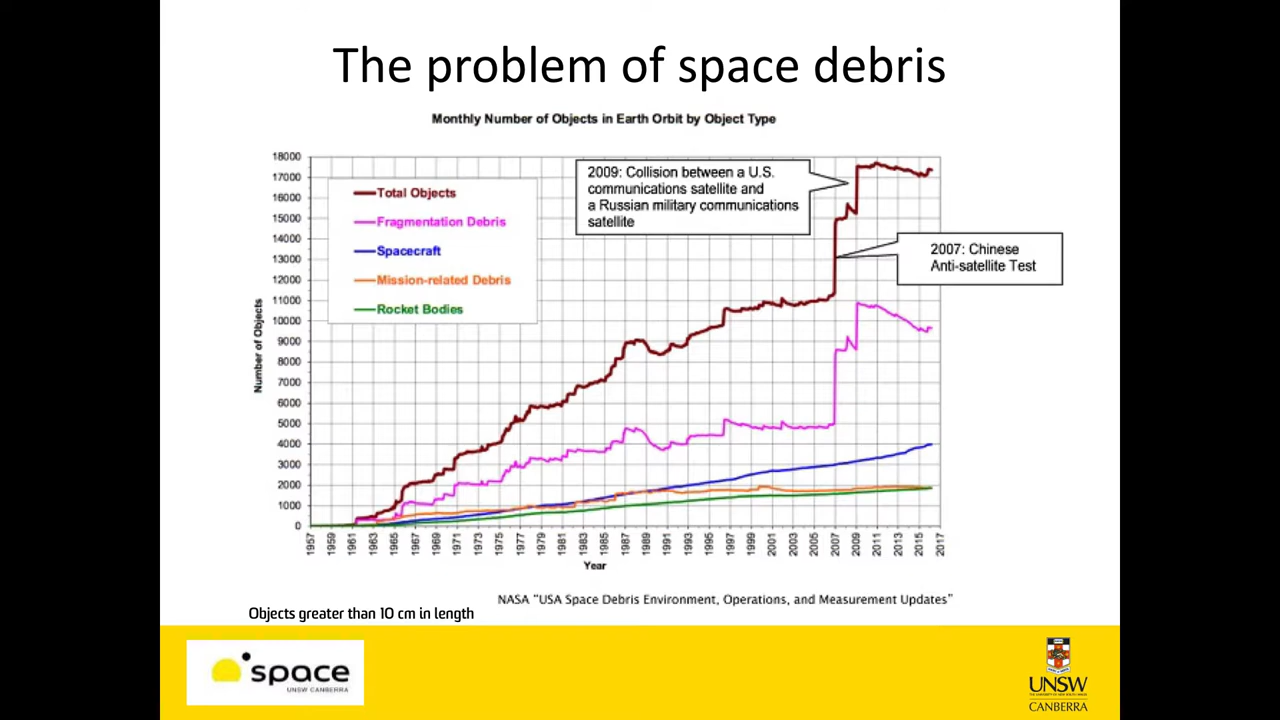 The problem of space debris
Monthly Number of Objects in Earth Orbit by Object Type
18000
17000
16000
15000
14000
13000
12000
11000
10000
9000
8000
7000
6000
5000
4000
3000
2000
1000
0
Number of Objects
Total Objects
Fragmentation Debris
Spacecraft
Mission-related Debris
Rocket Bodies
2009: Collision between a U.S.
communications satellite and
a Russian military communications
satellite
2007: Chinese
Anti-satellite Test
1957 1959 1961 1963 1965 1967 1969 1971 1973 1975 1977 1979 1981 1983 1985 1987 1989 1991 1993 1995 1997 1999 2001 2003 2005 2007 2009 2011 2013 2015 2017
Year
NASA "USA Space Debris Environment, Operations, and Measurement Updates"
Objects greater than 10 cm in length
space
UNSW CANBERRA
UNSW
CANBERRA